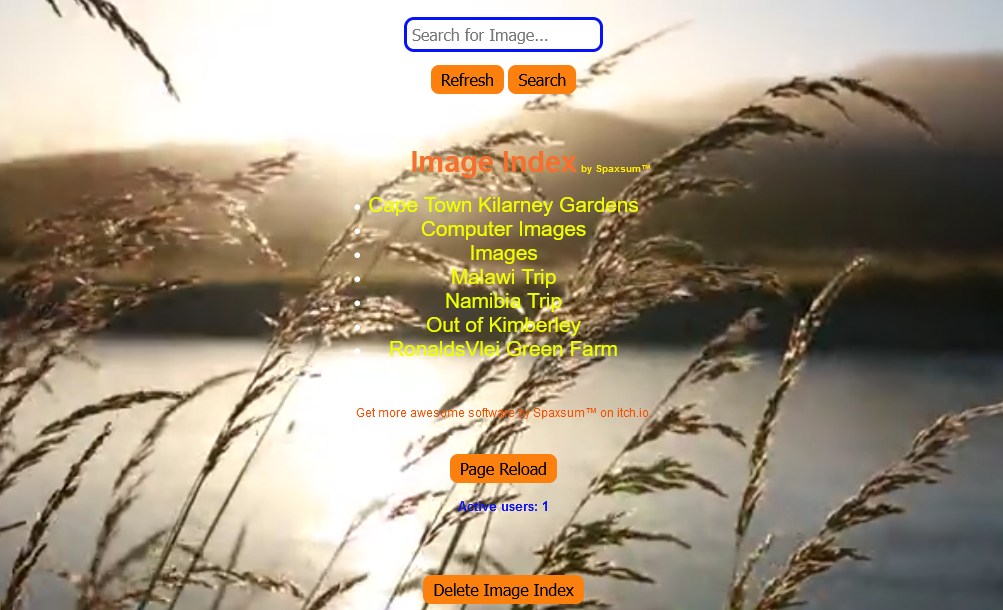 Search for Image...
Refresh Search
Image Index by Spaxsum™
Cape Town Kilarney Gardens
Computer Images
Images
Malawi Trip
Namibia Trip
Out of Kimberley
RonaldsVlei Green Farm
Get more awesome software by Spaxsum™ on itch.io
Page Reload
Active users: 1
Delete Image Index